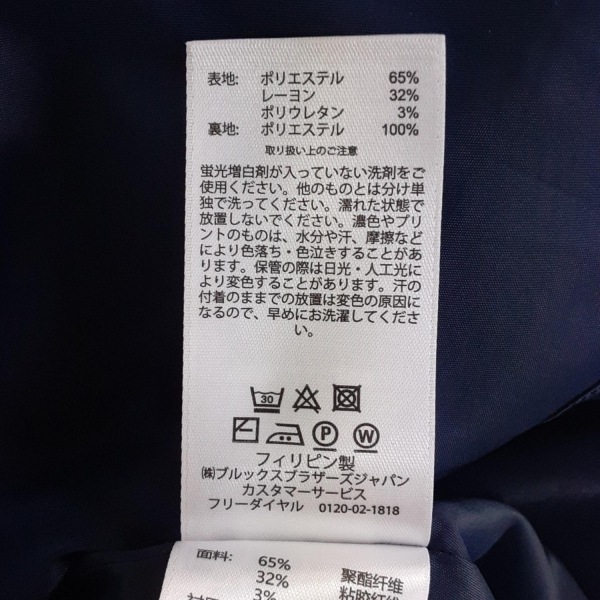 表地: ポリエステル 65%
レーヨン 32%
ポリウレタン 3%
裏地: ポリエステル 100%
取り扱い上のご注意
蛍光増白剤が入っていない洗剤をご
使用ください。他のものとは分け単
独で洗ってください。濡れた状態で
放置しないでください。濃色やプリ
ントのものは、水分や汗、摩擦など
により色落ち・色泣きすることがあ
ります。保管の際は日光・人工光に
より変色することがあります。汗の
付着のままでの放置は変色の原因に
なるので、早めにお洗濯してくださ
い。
30
P W
フィリピン製
㈱ブルックスブラザーズジャパン
カスタマーサービス
フリーダイヤル 0120-02-1818
面料: 65% 聚酯纤维
32% 粘胶纤维
3%